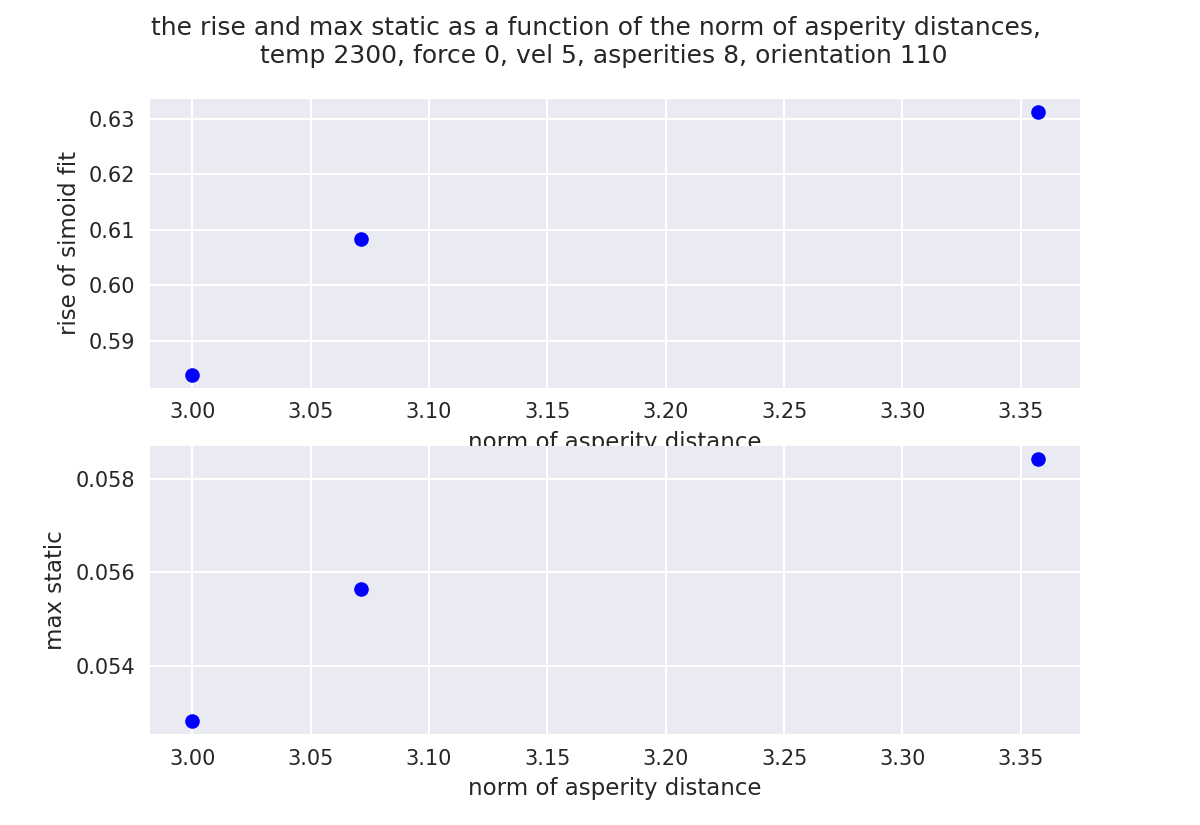 the rise and max static as a function of the norm of asperity distances,
temp 2300, force 0, vel 5, asperities 8, orientation 110
0.63
0.62
0.61
0.60
0.59
rise of simoid fit
3.00 3.05 3.10 3.15 3.20 3.25 3.30 3.35
norm of asperity distance
0.058
0.056
0.054
max static
3.00 3.05 3.10 3.15 3.20 3.25 3.30 3.35
norm of asperity distance